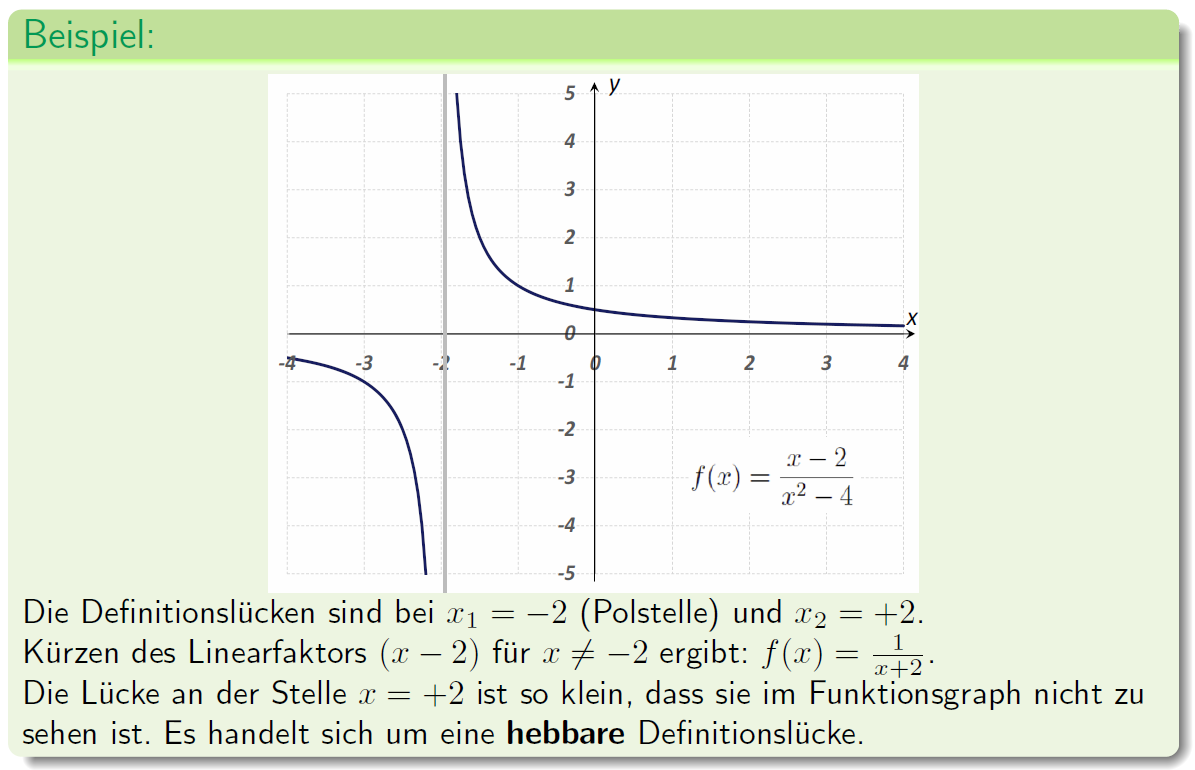 Beispiel:
y
5
4
3
2
1
x
0
-4 -3 -2 -1 0 1 2 3 4
-1
-2
-3
f(x) = \frac{x − 2}{x² − 4}
-4
-5
Die Definitionslücken sind bei x₁ = −2 (Polstelle) und x₂ = +2.
Kürzen des Linearfaktors (x − 2) für x ≠ −2 ergibt: f(x) = \frac{1}{x+2}.
Die Lücke an der Stelle x = +2 ist so klein, dass sie im Funktionsgraph nicht zu
sehen ist. Es handelt sich um eine hebbare Definitionslücke.